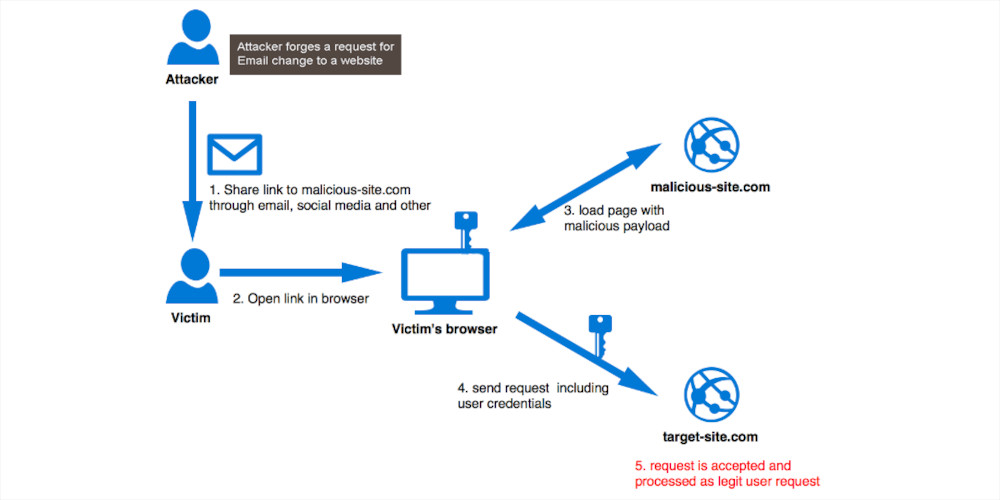 Attacker forges a request for
Email change to a website
Attacker
1. Share link to malicious-site.com
through email, social media and other
malicious-site.com
3. load page with
malicious payload
2. Open link in browser
Victim
Victim's browser
4. send request including
user credentials
target-site.com
5. request is accepted and
processed as legit user request